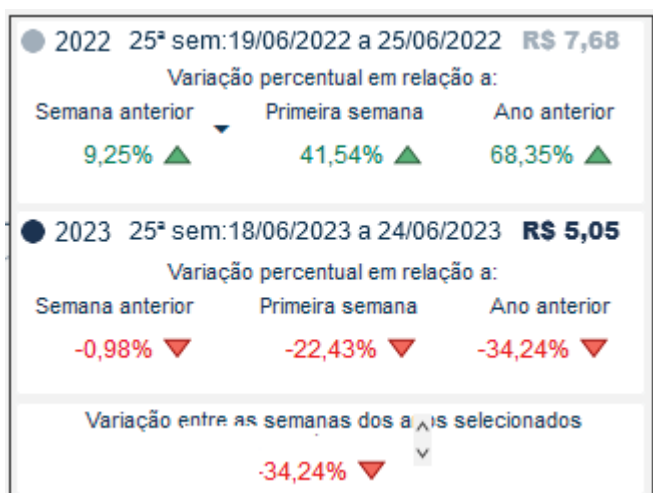 2022 25ª sem:19/06/2022 a 25/06/2022 R$ 7,68
Variação percentual em relação a:
Semana anterior Primeira semana Ano anterior
9,25% 41,54% 68,35%
2023 25ª sem:18/06/2023 a 24/06/2023 R$ 5,05
Variação percentual em relação a:
Semana anterior Primeira semana Ano anterior
-0,98% -22,43% -34,24%
Variação entre as semanas dos anos selecionados
-34,24%